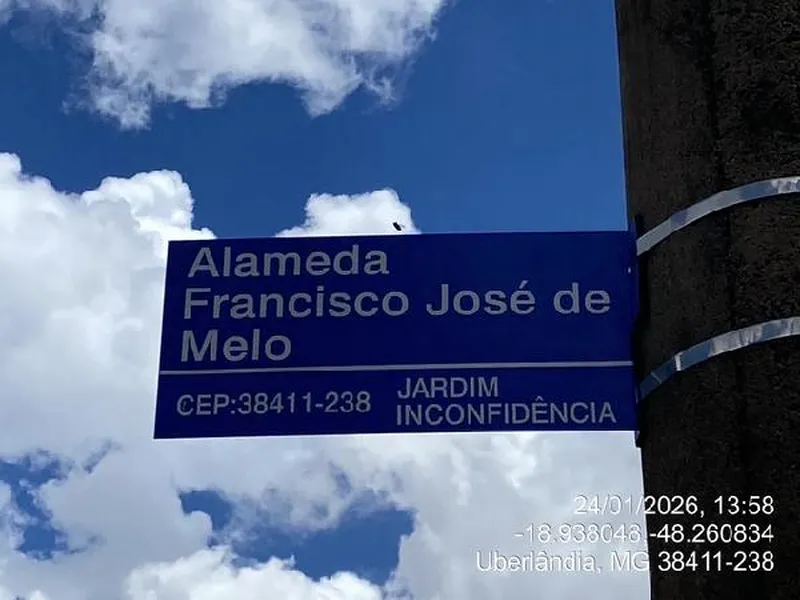 Alameda
Francisco José de
Melo
CEP:38411-238
JARDIM
INCONFIDÊNCIA
24/01/2026, 13:58
-18.938048,-48.260834
Uberlândia, MG 38411-238